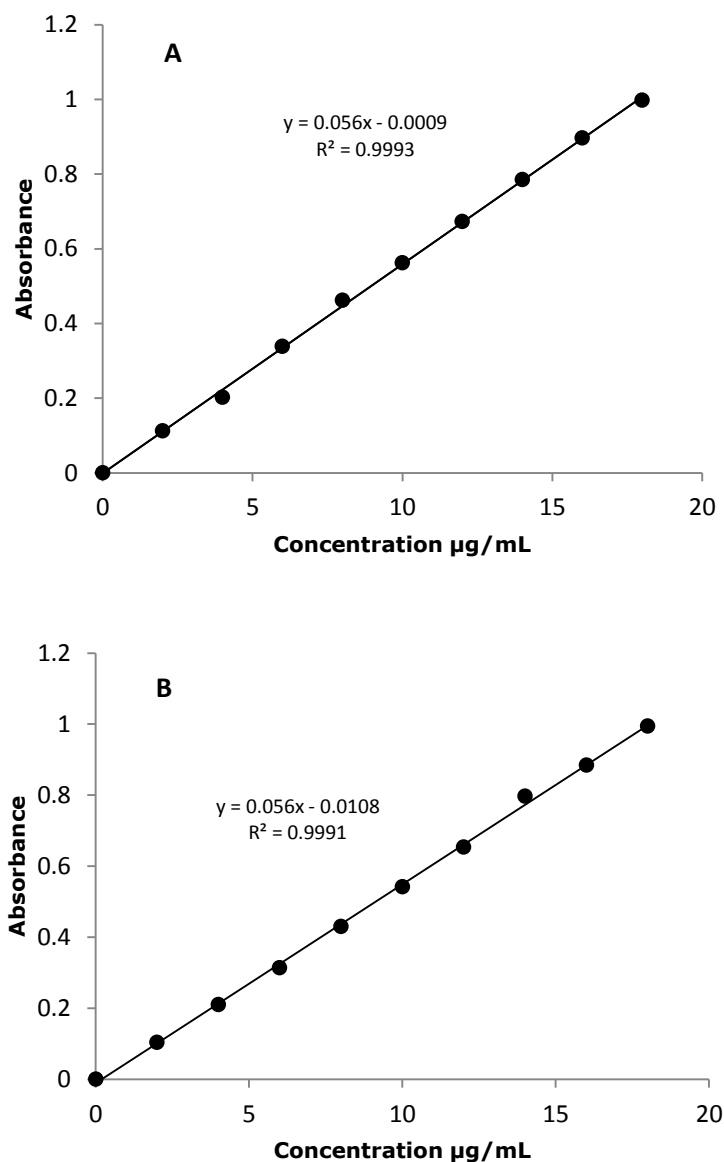 1.2
A
1
y = 0.056x - 0.0009
R² = 0.9993
0.8
0.6
Absorbance
0.4
0.2
0
0 5 10 15 20
Concentration µg/mL
1.2
B
1
0.8
y = 0.056x - 0.0108
R² = 0.9991
0.6
Absorbance
0.4
0.2
0
0 5 10 15 20
Concentration µg/mL